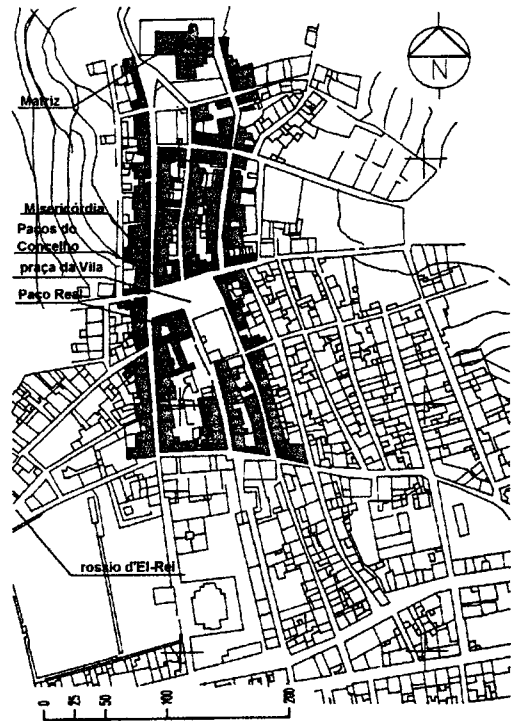 N
Matriz
Misericórdia
Paços do
Concelho
praça da Vila
Paço Real
rossio d'El-Rei
0 25 50 100 200